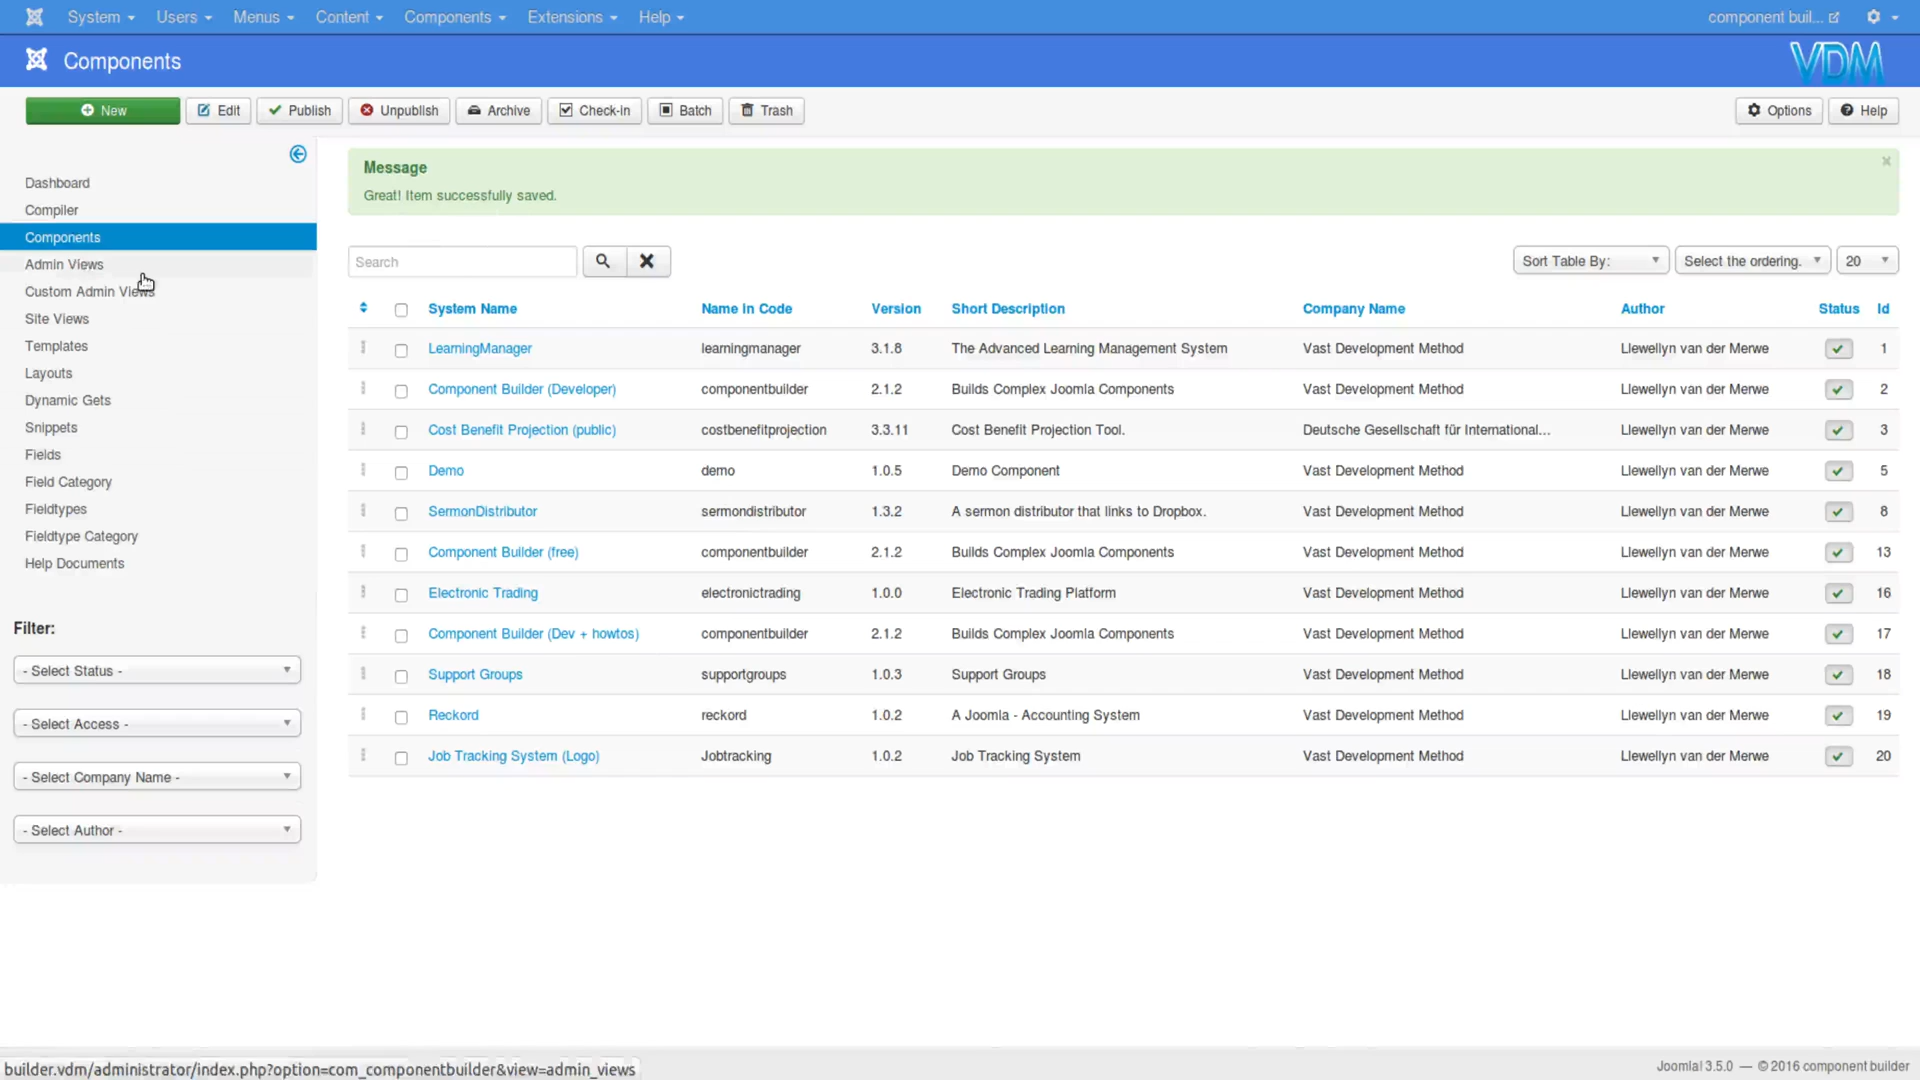 System Users Menus Content Components Extensions Help component buil...
Components VDM
New Edit Publish Unpublish Archive Check-in Batch Trash Options Help
Dashboard
Compiler
Components
Admin Views
Custom Admin Views
Site Views
Templates
Layouts
Dynamic Gets
Snippets
Fields
Field Category
Fieldtypes
Fieldtype Category
Help Documents
Filter:
- Select Status -
- Select Access -
- Select Company Name -
- Select Author -
Message
Great! Item successfully saved.
Search Sort Table By: Select the ordering. 20
System Name Name in Code Version Short Description Company Name Author Status Id
LearningManager learningmanager 3.1.8 The Advanced Learning Management System Vast Development Method Llewellyn van der Merwe 1
Component Builder (Developer) componentbuilder 2.1.2 Builds Complex Joomla Components Vast Development Method Llewellyn van der Merwe 2
Cost Benefit Projection (public) costbenefitprojection 3.3.11 Cost Benefit Projection Tool. Deutsche Gesellschaft für International... Llewellyn van der Merwe 3
Demo demo 1.0.5 Demo Component Vast Development Method Llewellyn van der Merwe 5
SermonDistributor sermondistributor 1.3.2 A sermon distributor that links to Dropbox. Vast Development Method Llewellyn van der Merwe 8
Component Builder (free) componentbuilder 2.1.2 Builds Complex Joomla Components Vast Development Method Llewellyn van der Merwe 13
Electronic Trading electronictrading 1.0.0 Electronic Trading Platform Vast Development Method Llewellyn van der Merwe 16
Component Builder (Dev + howtos) componentbuilder 2.1.2 Builds Complex Joomla Components Vast Development Method Llewellyn van der Merwe 17
Support Groups supportgroups 1.0.3 Support Groups Vast Development Method Llewellyn van der Merwe 18
Reckord reckord 1.0.2 A Joomla - Accounting System Vast Development Method Llewellyn van der Merwe 19
Job Tracking System (Logo) Jobtracking 1.0.2 Job Tracking System Vast Development Method Llewellyn van der Merwe 20
builder.vdm/administrator/index.php?option=com_componentbuilder&view=admin_views
Joomla! 3.5.0 — © 2016 component builder